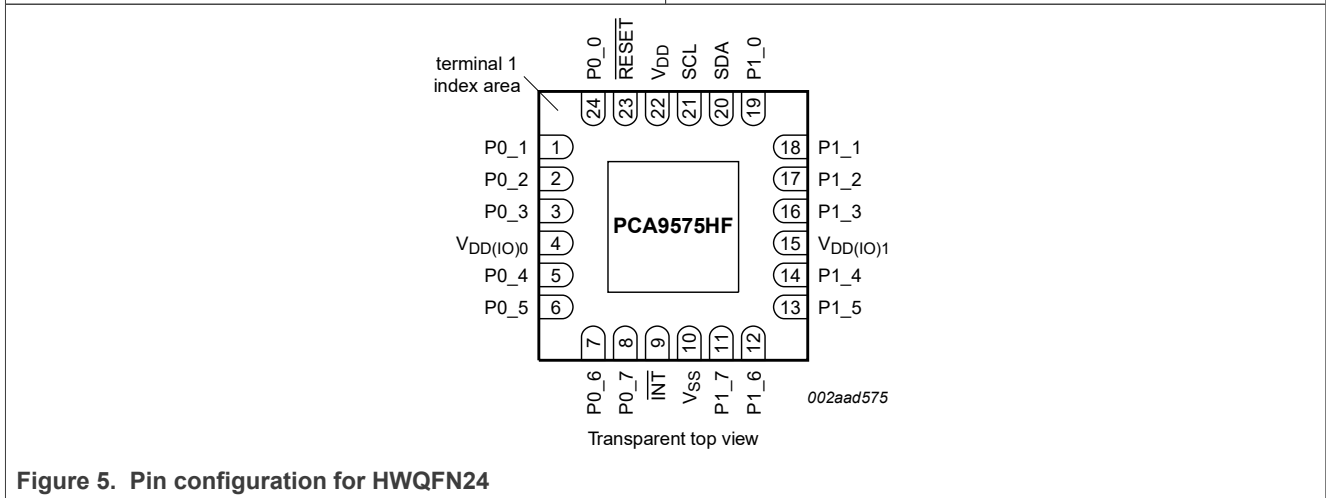 P0_0 RESET VDD SCL SDA P1_0
terminal 1
index area
24 23 22 21 20 19
P0_1 1 18 P1_1
P0_2 2 17 P1_2
P0_3 3 16 P1_3
PCA9575HF
VDD(IO)0 4 15 VDD(IO)1
P0_4 5 14 P1_4
P0_5 6 13 P1_5
7 8 9 10 11 12
P0_6 P0_7 INT VSS P1_7 P1_6
002aad575
Transparent top view
Figure 5. Pin configuration for HWQFN24